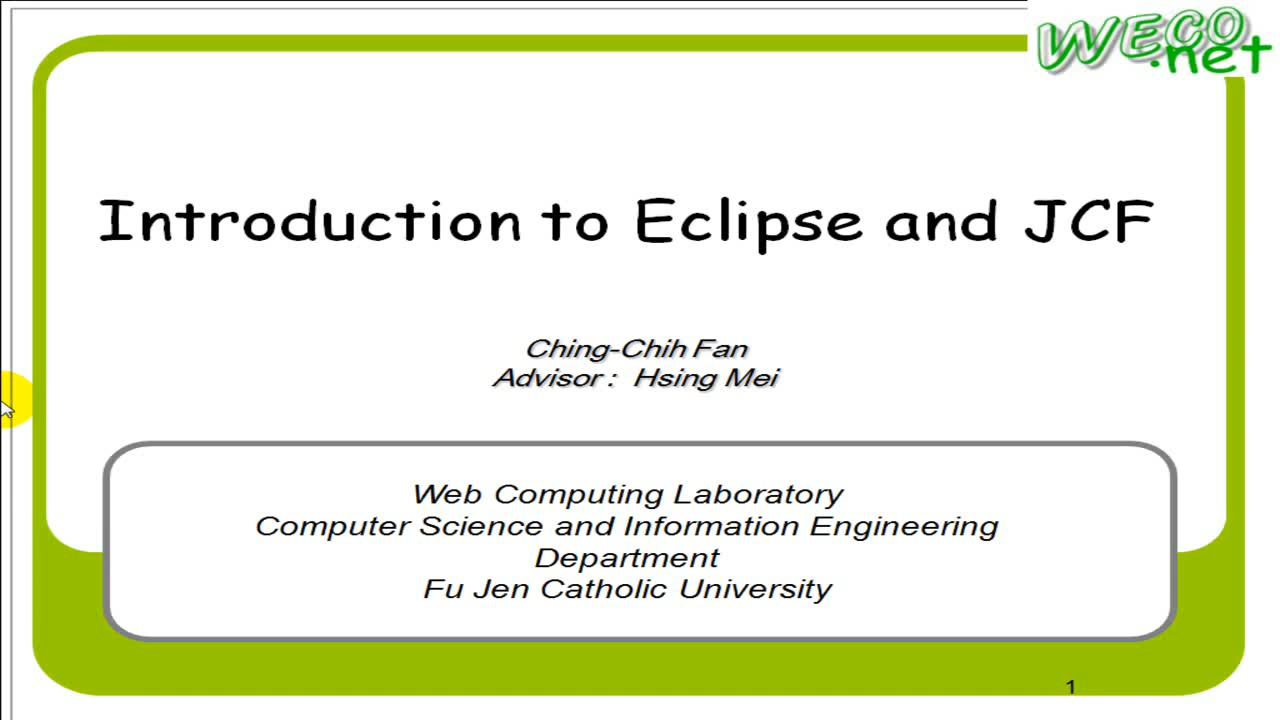 WECO
.net
Introduction to Eclipse and JCF
Ching-Chih Fan
Advisor : Hsing Mei
Web Computing Laboratory
Computer Science and Information Engineering
Department
Fu Jen Catholic University
1